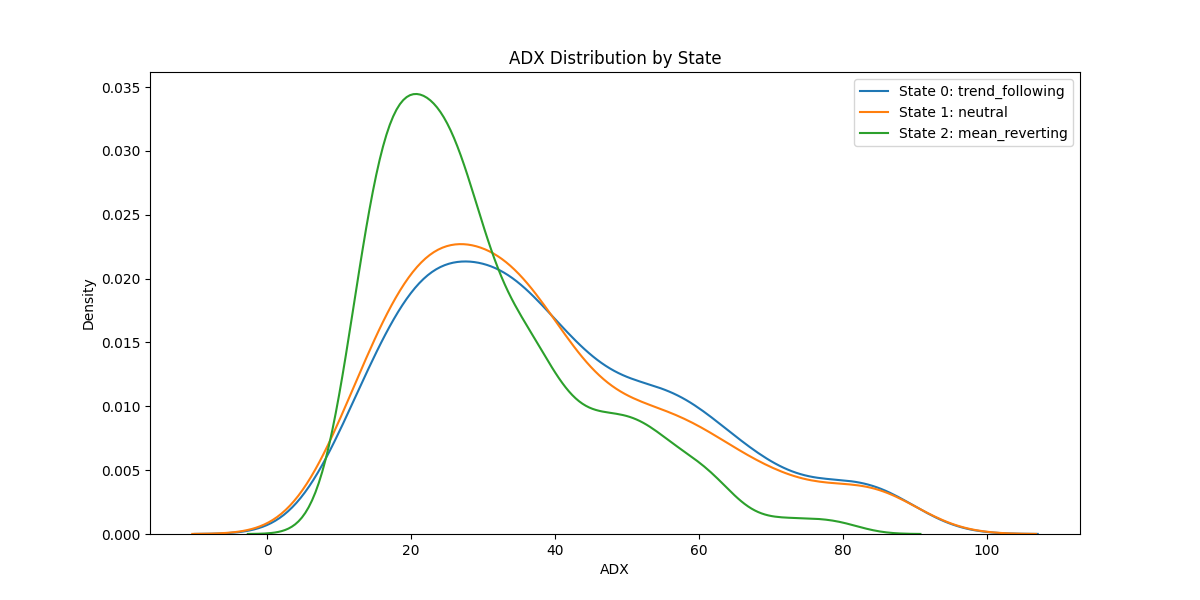 ADX Distribution by State
State 0: trend_following
State 1: neutral
State 2: mean_reverting
Density
0.035
0.030
0.025
0.020
0.015
0.010
0.005
0.000
0
20
40
60
80
100
ADX